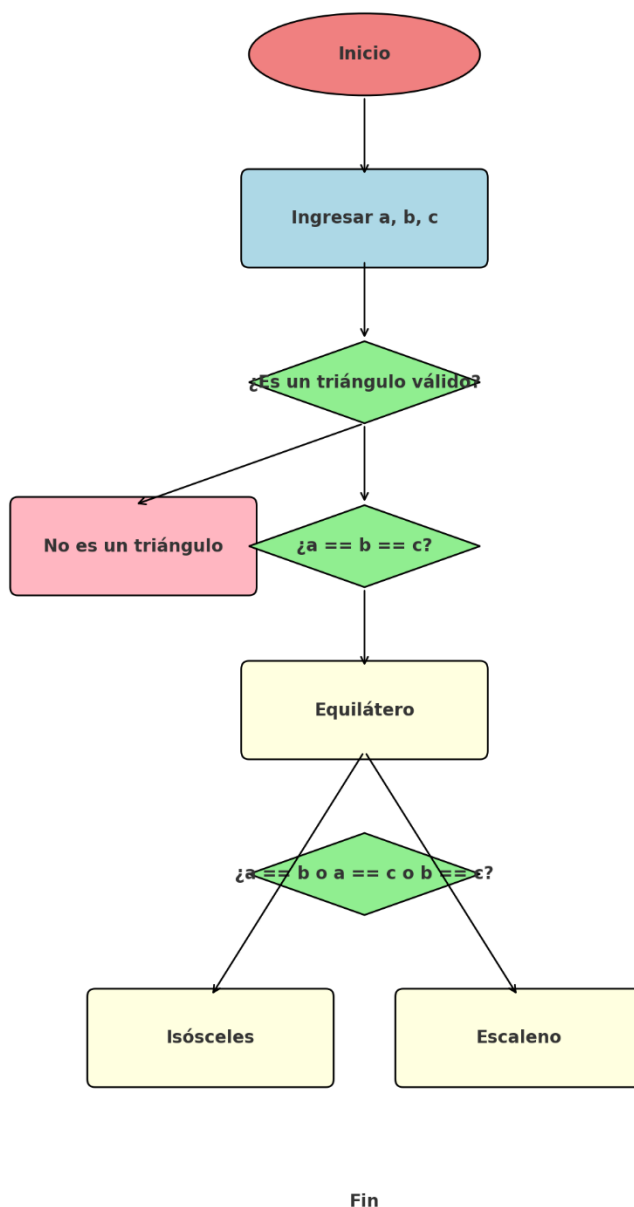 Inicio
Ingresar a, b, c
¿Es un triángulo válido?
No es un triángulo
¿a == b == c?
Equilátero
¿a == b o a == c o b == c?
Isósceles
Escaleno
Fin